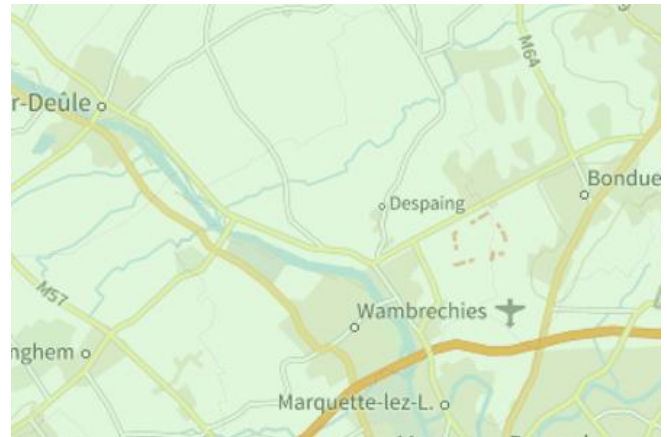 M64
r-Deûle
Bondue
Despaing
M57
Wambrechies
nghem
Marquette-lez-L.